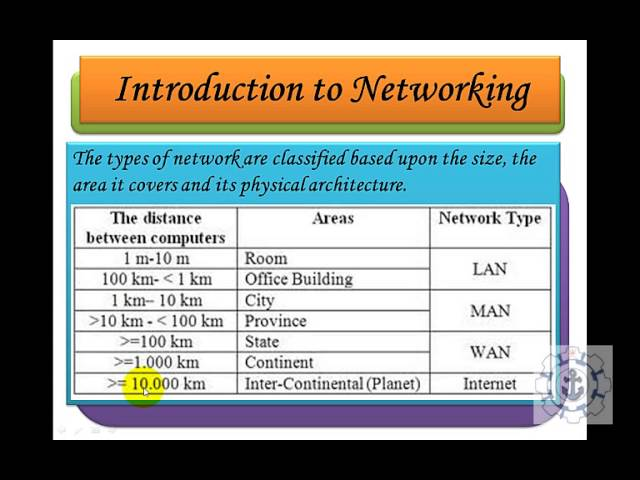 Introduction to Networking
The types of network are classified based upon the size, the
area it covers and its physical architecture.
The distance between computers Areas Network Type
1 m-10 m Room LAN
100 km- < 1 km Office Building
1 km– 10 km City MAN
>10 km - < 100 km Province
>=100 km State WAN
>=1.000 km Continent
>= 10.000 km Inter-Continental (Planet) Internet